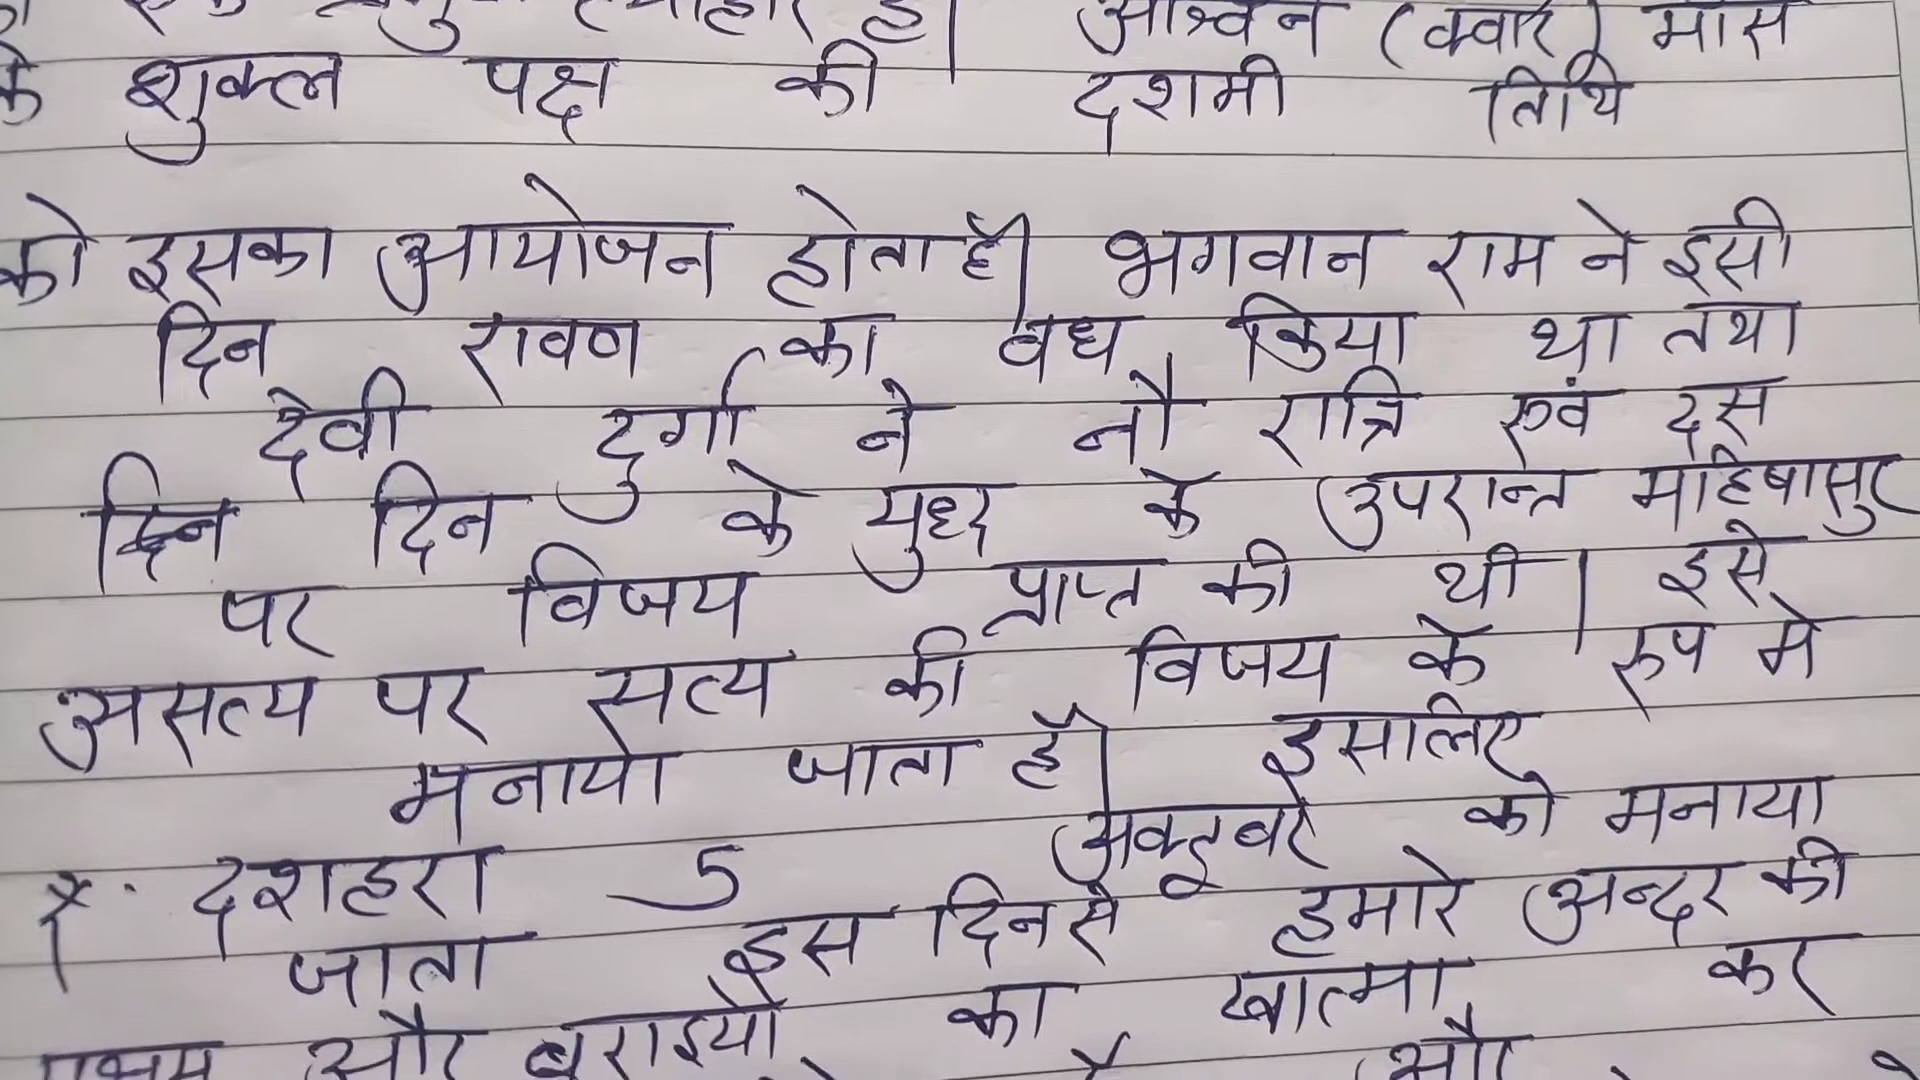 त्योहार है। आश्विन (क्वार) मास
के शुक्ल पक्ष की दशमी तिथि
को इसका आयोजन होता है। भगवान राम ने इसी
दिन रावण का वध किया था तथा
देवी दुर्गा ने नौ रात्रि एवं दस
दिन के युध्द के उपरान्त महिषासुर
पर विजय प्राप्त की थी। इसे
असत्य पर सत्य की विजय के रुप मे
मनाया जाता है। इसलिए
दशहरा 5 अक्टूबर को मनाया
जाता इस दिन से हमारे अन्दर की
और बुराइयों का खात्मा कर
और